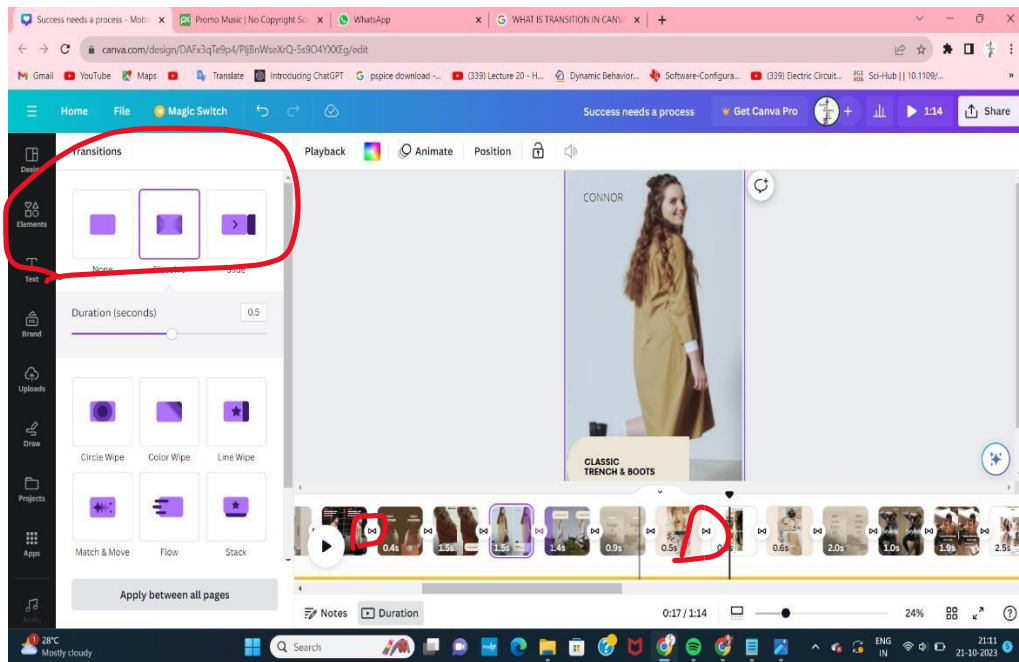 Success needs a process - Mobi
Promo Music | No Copyright So
WhatsApp
WHAT IS TRANSITION IN CANV
canva.com/design/DAFx3qTe9p4/PljBnWseXrQ-5s9O4YXXEg/edit
Gmail YouTube Maps Translate Introducing ChatGPT pspice download -... (339) Lecture 20 - H... Dynamic Behavior... Software-Configura... (339) Electric Circuit... Sci-Hub || 10.1109/... »
Home File Magic Switch Success needs a process Get Canva Pro + 1:14 Share
Design
Elements
Text
Brand
Uploads
Draw
Projects
Apps
Audio
Transitions
None Dissolve Slide
Duration (seconds) 0.5
Circle Wipe Color Wipe Line Wipe
Match & Move Flow Stack
Apply between all pages
Playback Animate Position
CONNOR
CLASSIC
TRENCH & BOOTS
0.4s 1.5s 1.5s 1.4s 0.9s 0.5s 0.6s 2.0s 1.0s 1.9s 2.5s
Notes Duration 0:17 / 1:14 24%
28°C
Mostly cloudy
Search
ENG
IN
21:11
21-10-2023